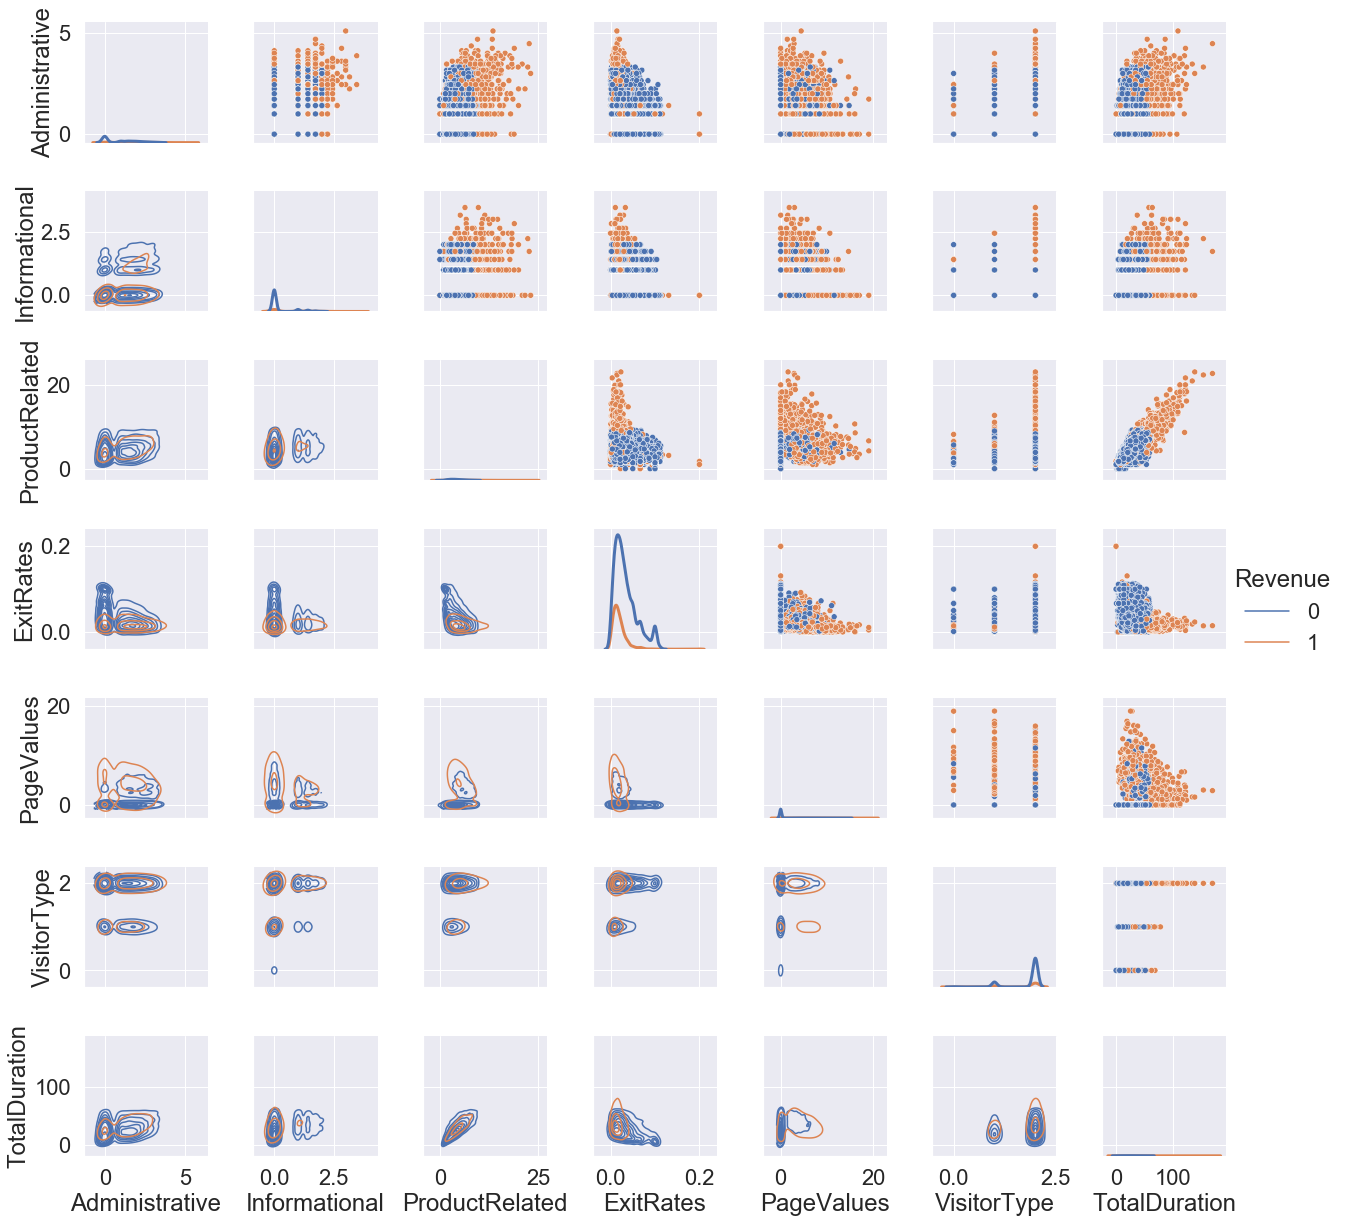 Administrative
5
0
Informational
2.5
0.0
ProductRelated
20
0
ExitRates
0.2
0.0
Revenue
0
1
PageValues
20
0
VisitorType
2
0
TotalDuration
100
0
0 5 0.0 2.5 0 25 0.0 0.2 0 20 0.0 2.5 0 100
Administrative Informational ProductRelated ExitRates PageValues VisitorType TotalDuration